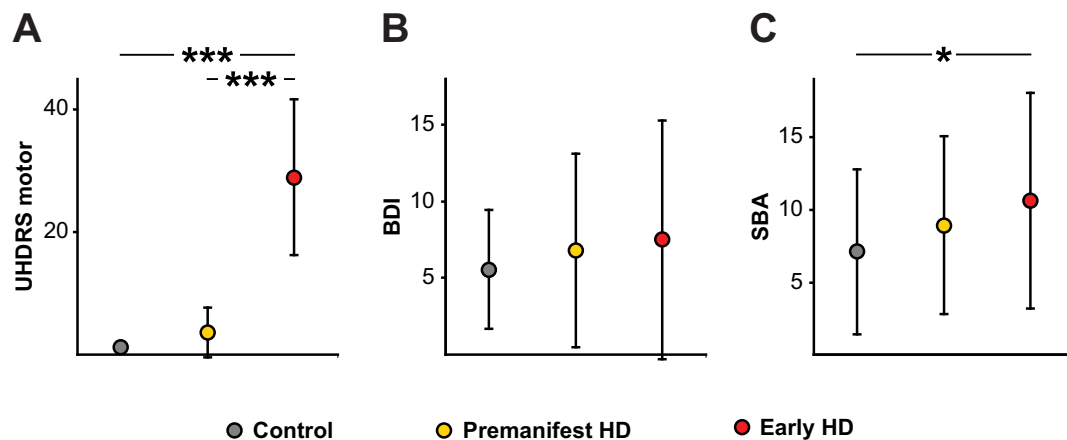 A
B
C
***
***
*
UHDRS motor
40
20
BDI
15
10
5
SBA
15
10
5
Control
Premanifest HD
Early HD